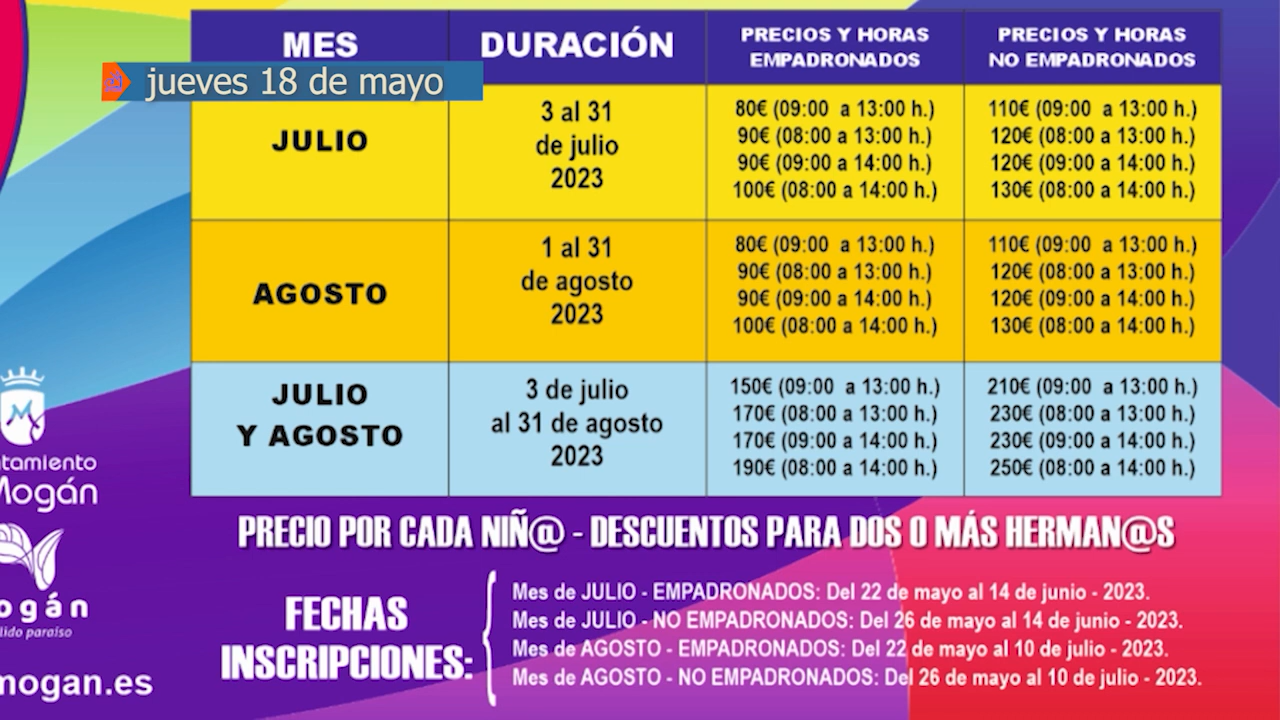 MES
DURACIÓN
PRECIOS Y HORAS
EMPADRONADOS
PRECIOS Y HORAS
NO EMPADRONADOS
jueves 18 de mayo
JULIO
3 al 31
de julio
2023
80€ (09:00 a 13:00 h.)
90€ (08:00 a 13:00 h.)
90€ (09:00 a 14:00 h.)
100€ (08:00 a 14:00 h.)
110€ (09:00 a 13:00 h.)
120€ (08:00 a 13:00 h.)
120€ (09:00 a 14:00 h.)
130€ (08:00 a 14:00 h.)
AGOSTO
1 al 31
de agosto
2023
80€ (09:00 a 13:00 h.)
90€ (08:00 a 13:00 h.)
90€ (09:00 a 14:00 h.)
100€ (08:00 a 14:00 h.)
110€ (09:00 a 13:00 h.)
120€ (08:00 a 13:00 h.)
120€ (09:00 a 14:00 h.)
130€ (08:00 a 14:00 h.)
JULIO
Y AGOSTO
3 de julio
al 31 de agosto
2023
150€ (09:00 a 13:00 h.)
170€ (08:00 a 13:00 h.)
170€ (09:00 a 14:00 h.)
190€ (08:00 a 14:00 h.)
210€ (09:00 a 13:00 h.)
230€ (08:00 a 13:00 h.)
230€ (09:00 a 14:00 h.)
250€ (08:00 a 14:00 h.)
PRECIO POR CADA NIÑ@ - DESCUENTOS PARA DOS O MÁS HERMAN@S
FECHAS
INSCRIPCIONES:
Mes de JULIO - EMPADRONADOS: Del 22 de mayo al 14 de junio - 2023.
Mes de JULIO - NO EMPADRONADOS: Del 26 de mayo al 14 de junio - 2023.
Mes de AGOSTO - EMPADRONADOS: Del 22 de mayo al 10 de julio - 2023.
Mes de AGOSTO - NO EMPADRONADOS: Del 26 de mayo al 10 de julio - 2023.
tamiento
Mogán
ogán
lido paraíso
mogan.es